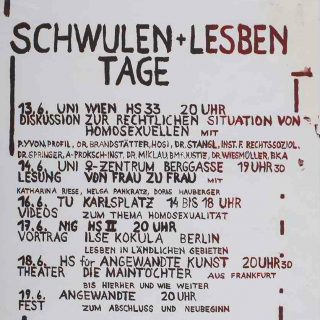 SCHWULEN + LESBEN
TAGE
13.6. UNI WIEN HS 33 20 UHR
DISKUSSION ZUR RECHTLICHEN SITUATION VON
HOMOSEXUELLEN MIT
P.YVON, PROFIL, DR. BRANDSTÄTTER, HOSI, DR. STANGL, INST. F. RECHTSSOZIOL.
DR. SPRINGER, A-PROKSCH-INST. DR. MIKLAU, BMF. JUSTIZ, DR. WIESMÜLLER, BKA
14.6. UNI Ö-ZENTRUM BERGGASSE 19 UHR 30
LESUNG VON FRAU ZU FRAU MIT
KATHARINA RIESE, HELGA PANKRATZ, DORIS HAUBERGER
16.6. TU KARLSPLATZ 14 BIS 18 UHR
VIDEOS ZUM THEMA HOMOSEXUALITÄT
17.6. NIG HS II 20 UHR
VORTRAG ILSE KOKULA BERLIN
LESBEN IN LÄNDLICHEN GEBIETEN
18.6. HS für ANGEWANDTE KUNST 20 UHR 30
THEATER DIE MAINTÖCHTER AUS FRANKFURT
BIS HIERHER UND WIE WEITER
19.6. ANGEWANDTE 20 UHR
FEST ZUM ABSCHLUSS UND NEUBEGINN